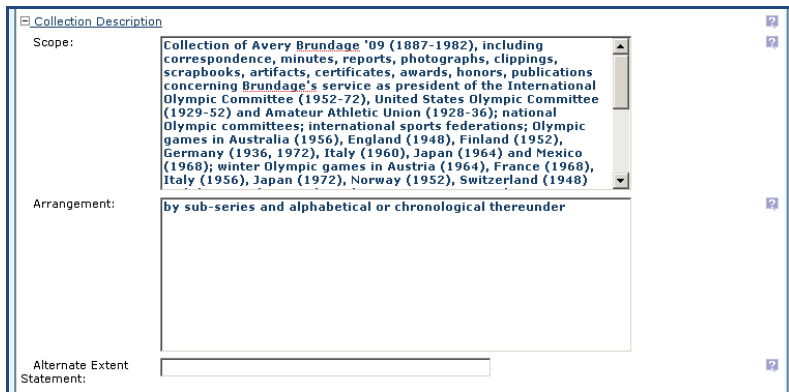 Collection Description
Scope:
Collection of Avery Brundage '09 (1887-1982), including
correspondence, minutes, reports, photographs, clippings,
scrapbooks, artifacts, certificates, awards, honors, publications
concerning Brundage's service as president of the International
Olympic Committee (1952-72), United States Olympic Committee
(1929-52) and Amateur Athletic Union (1928-36); national
Olympic committees; international sports federations; Olympic
games in Australia (1956), England (1948), Finland (1952),
Germany (1936, 1972), Italy (1960), Japan (1964) and Mexico
(1968); winter Olympic games in Austria (1964), France (1968),
Italy (1956), Japan (1972), Norway (1952), Switzerland (1948)
Arrangement:
by sub-series and alphabetical or chronological thereunder
Alternate Extent
Statement: